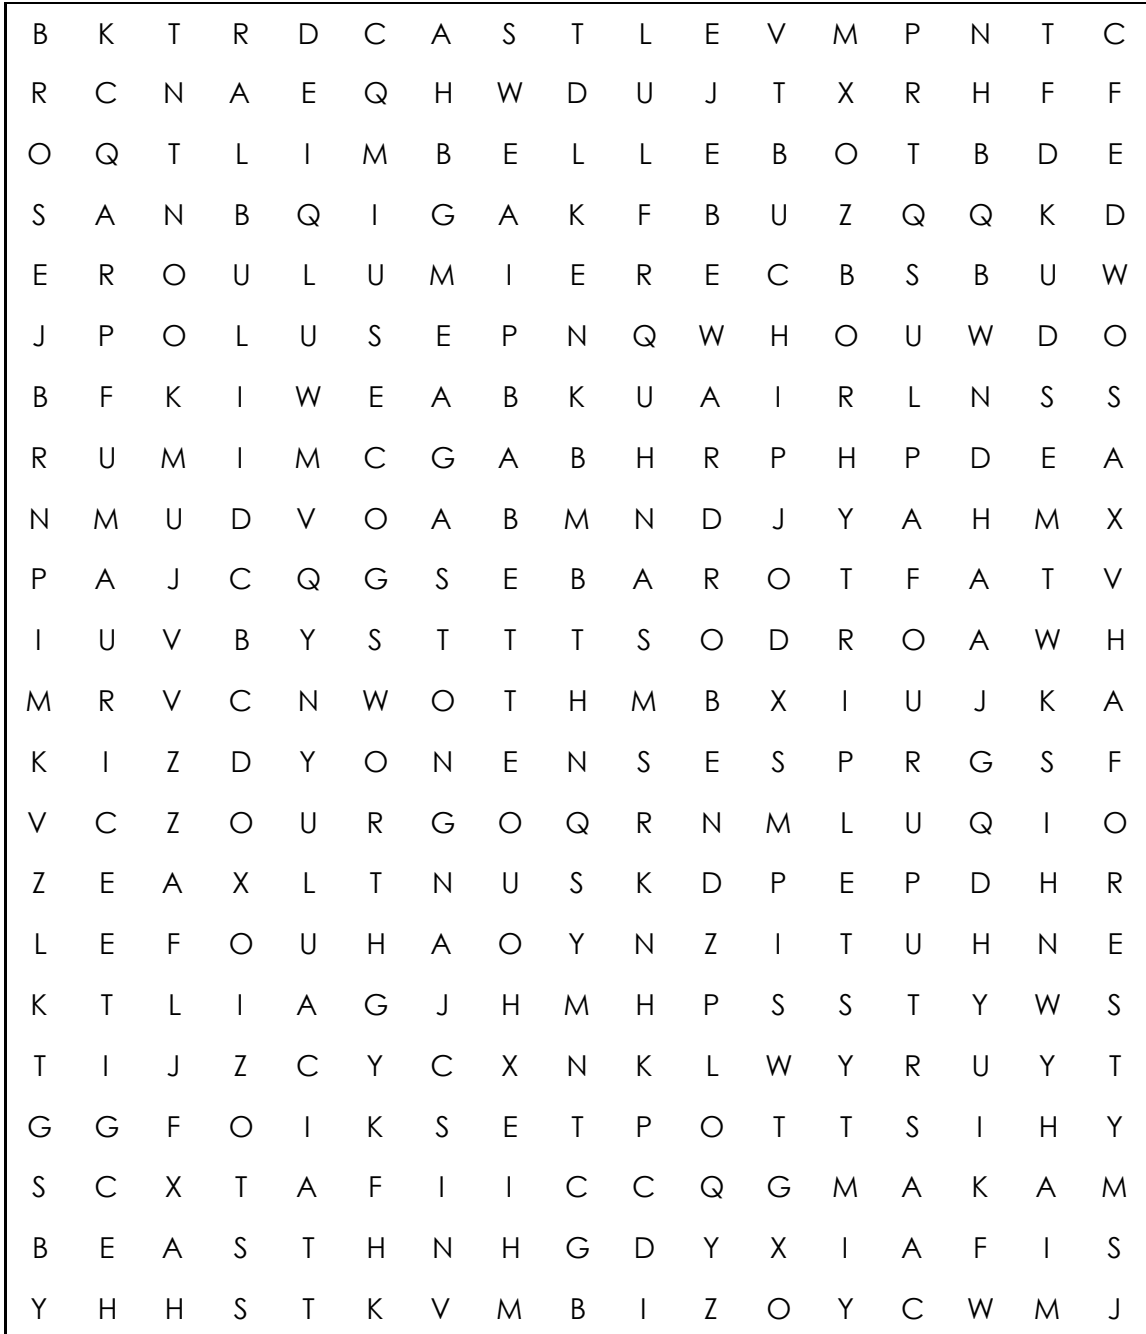 B K T R D C A S T L E V M P N T C
R C N A E Q H W D U J T X R H F F
O Q T L I M B E L L E B O T B D E
S A N B Q I G A K F B U Z Q Q K D
E R O U L U M I E R E C B S B U W
J P O L U S E P N Q W H O U W D O
B F K I W E A B K U A I R L N S S
R U M I M C G A B H R P H P D E A
N M U D V O A B M N D J Y A H M X
P A J C Q G S E B A R O T F A T V
I U V B Y S T T T S O D R O A W H
M R V C N W O T H M B X I U J K A
K I Z D Y O N E N S E S P R G S F
V C Z O U R G O Q R N M L U Q I O
Z E A X L T N U S K D P E P D H R
L E F O U H A O Y N Z I T U H N E
K T L I A G J H M H P S S T Y W S
T I J Z C Y C X N K L W Y R U Y T
G G F O I K S E T P O T T S I H Y
S C X T A F I I C C Q G M A K A M
B E A S T H N H G D Y X I A F I S
Y H H S T K V M B I Z O Y C W M J